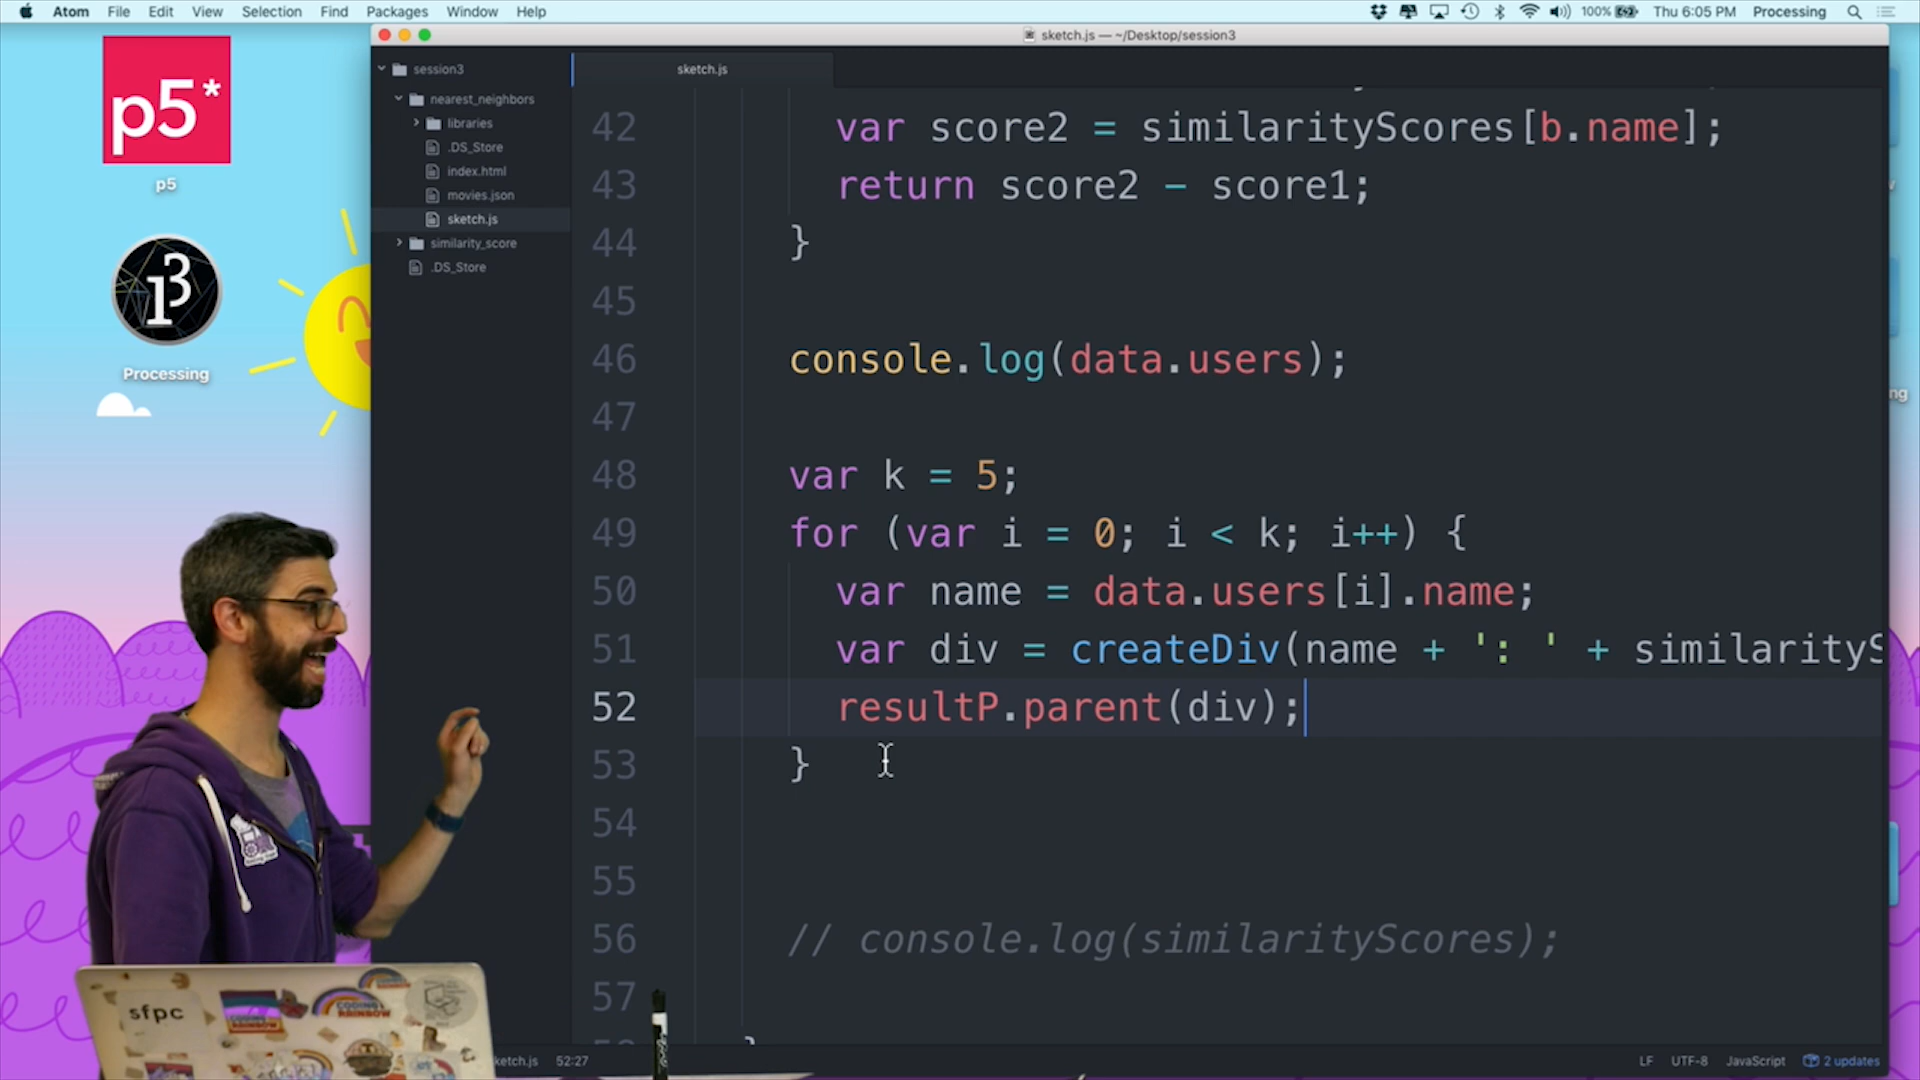 Atom File Edit View Selection Find Packages Window Help
100% Thu 6:05 PM Processing
sketch.js — ~/Desktop/session3
p5*
p5
Processing
session3
nearest_neighbors
libraries
.DS_Store
index.html
movies.json
sketch.js
similarity_score
.DS_Store
sketch.js
42 var score2 = similarityScores[b.name];
43 return score2 - score1;
44 }
45
46 console.log(data.users);
47
48 var k = 5;
49 for (var i = 0; i < k; i++) {
50 var name = data.users[i].name;
51 var div = createDiv(name + ': ' + similarityS
52 resultP.parent(div);
53 }
54
55
56 // console.log(similarityScores);
57
sfpc
CODING RAINBOW
ketch.js 52:27
LF UTF-8 JavaScript 2 updates